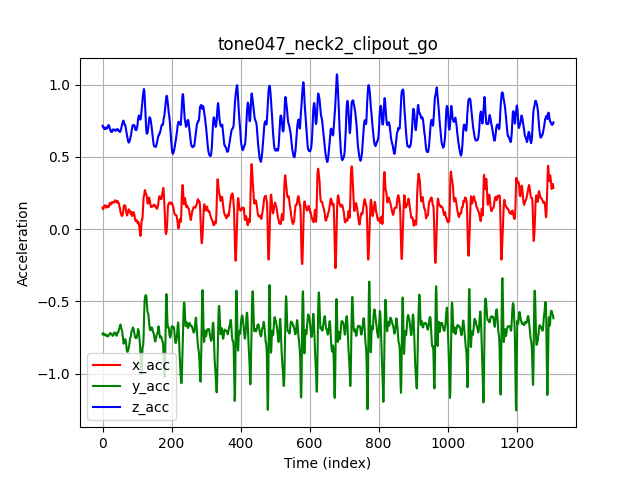 tone047_neck2_clipout_go
1.0
0.5
0.0
−0.5
−1.0
Acceleration
x_acc
y_acc
z_acc
0 200 400 600 800 1000 1200
Time (index)